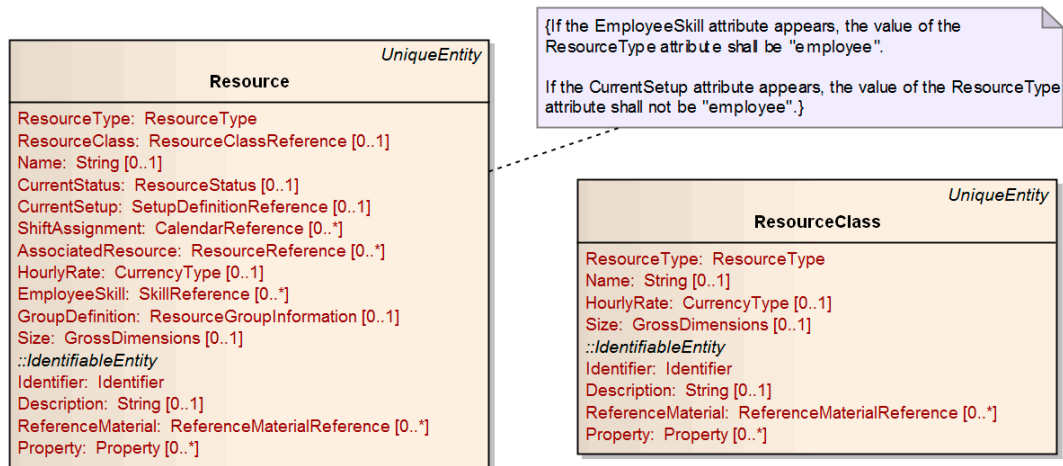 UniqueEntity
Resource
ResourceType: ResourceType
ResourceClass: ResourceClassReference [0..1]
Name: String [0..1]
CurrentStatus: ResourceStatus [0..1]
CurrentSetup: SetupDefinitionReference [0..1]
ShiftAssignment: CalendarReference [0..*]
AssociatedResource: ResourceReference [0..*]
HourlyRate: CurrencyType [0..1]
EmployeeSkill: SkillReference [0..*]
GroupDefinition: ResourceGroupInformation [0..1]
Size: GrossDimensions [0..1]
::IdentifiableEntity
Identifier: Identifier
Description: String [0..1]
ReferenceMaterial: ReferenceMaterialReference [0..*]
Property: Property [0..*]
{If the EmployeeSkill attribute appears, the value of the
ResourceType attribute shall be "employee".
If the CurrentSetup attribute appears, the value of the ResourceType
attribute shall not be "employee".}
UniqueEntity
ResourceClass
ResourceType: ResourceType
Name: String [0..1]
HourlyRate: CurrencyType [0..1]
Size: GrossDimensions [0..1]
::IdentifiableEntity
Identifier: Identifier
Description: String [0..1]
ReferenceMaterial: ReferenceMaterialReference [0..*]
Property: Property [0..*]